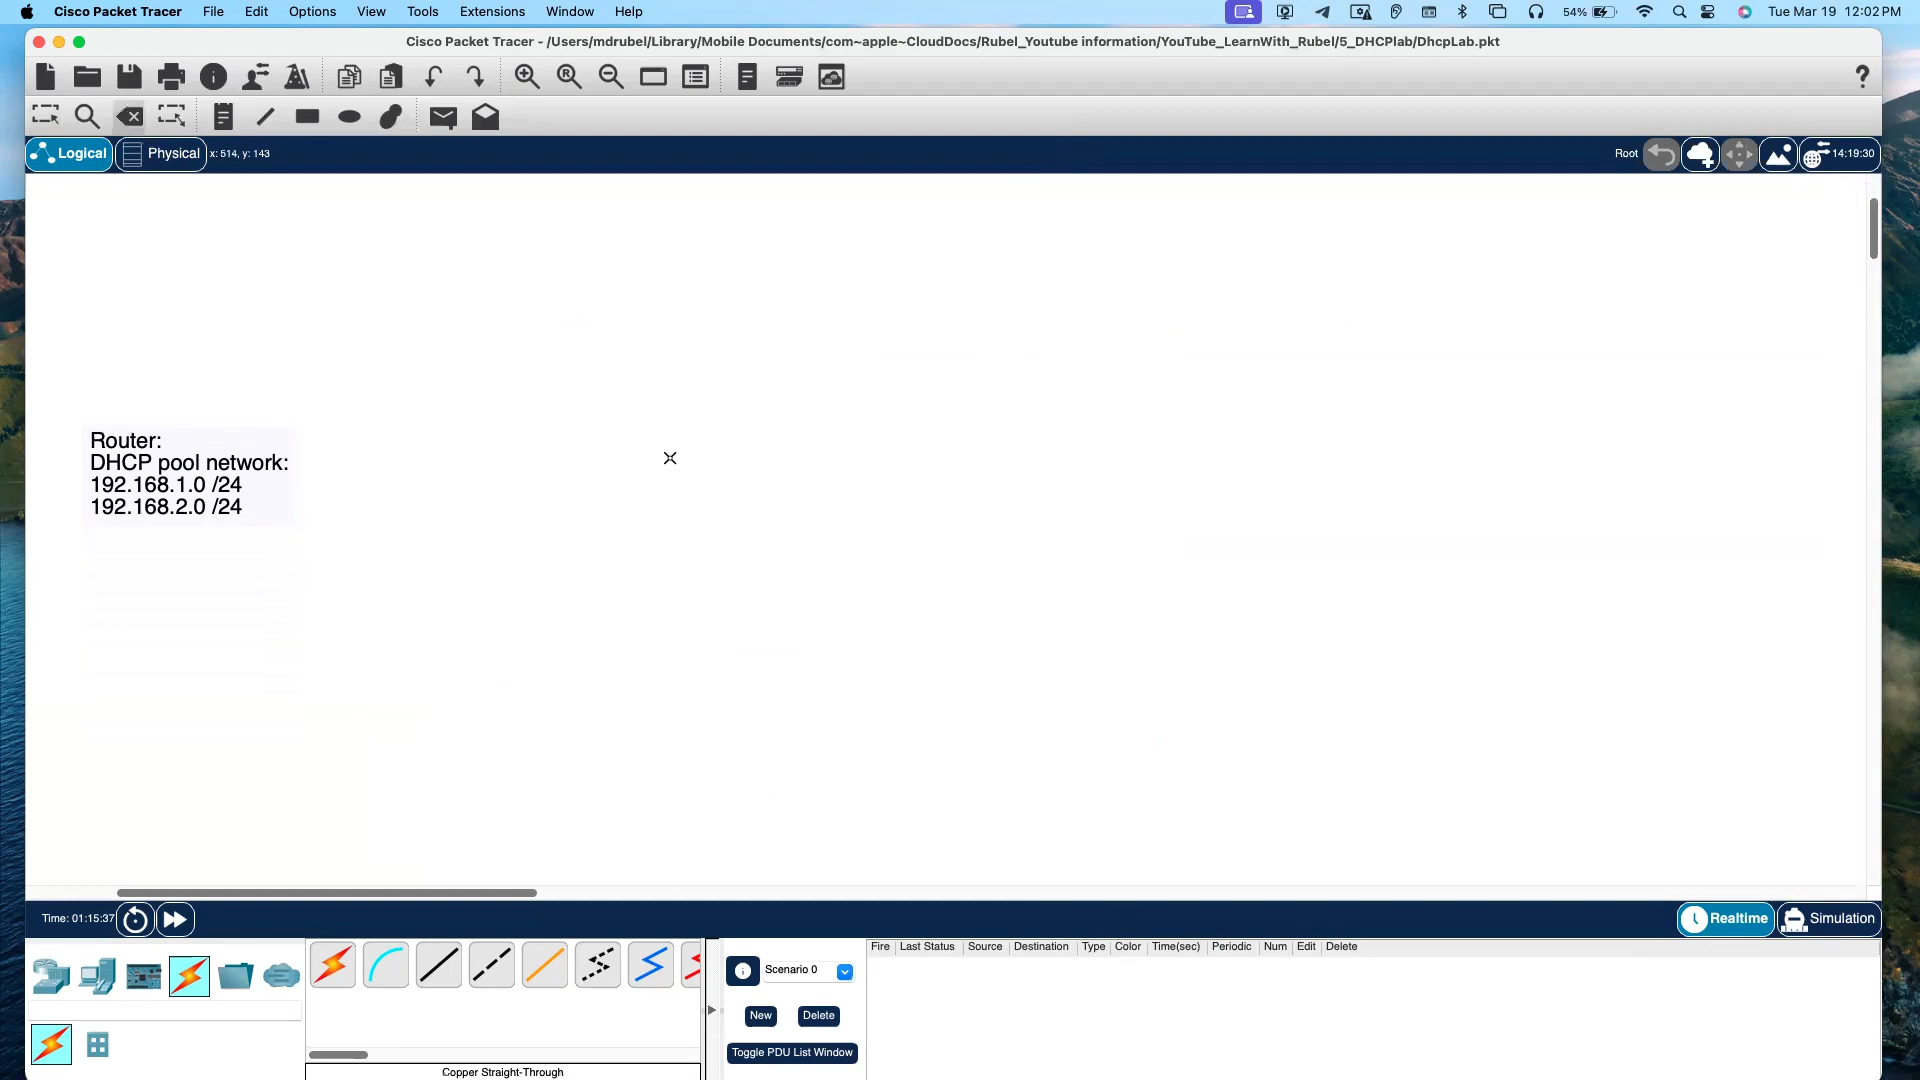 Cisco Packet Tracer File Edit Options View Tools Extensions Window Help 54% Tue Mar 19 12:02 PM
Cisco Packet Tracer - /Users/mdrubel/Library/Mobile Documents/com~apple~CloudDocs/Rubel_Youtube information/YouTube_LearnWith_Rubel/5_DHCPlab/DhcpLab.pkt
Logical Physical x: 514, y: 143 Root 14:19:30
Router:
DHCP pool network:
192.168.1.0 /24
192.168.2.0 /24
Time: 01:15:37 Realtime Simulation
Fire Last Status Source Destination Type Color Time(sec) Periodic Num Edit Delete
Scenario 0
New Delete
Toggle PDU List Window
Copper Straight-Through